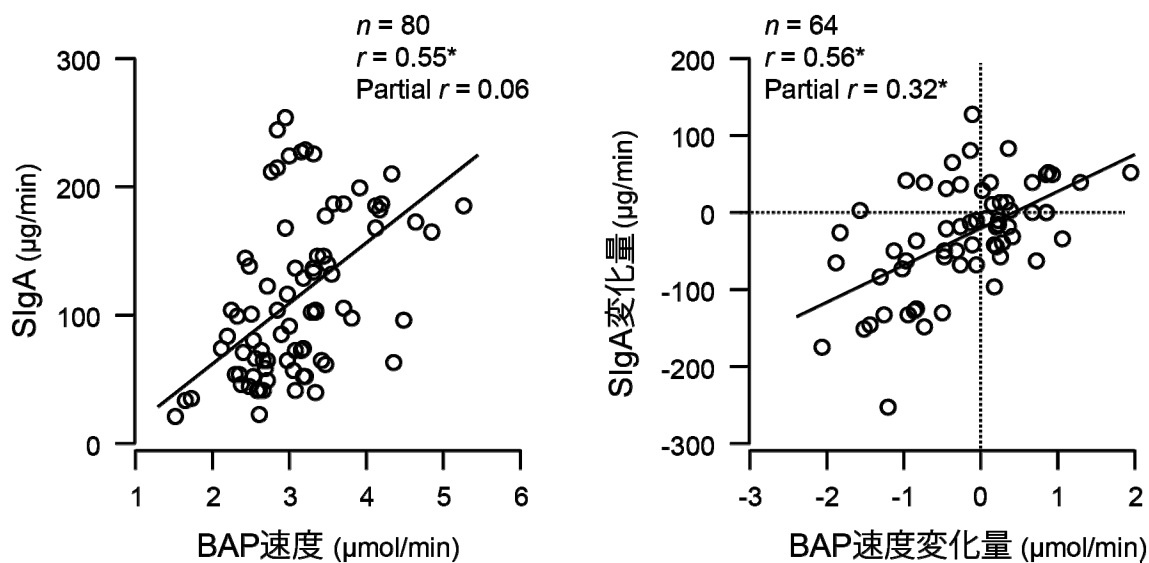 n = 80
r = 0.55*
Partial r = 0.06
300
200
100
0
SIgA (μg/min)
1 2 3 4 5 6
BAP速度 (μmol/min)
n = 64
r = 0.56*
Partial r = 0.32*
200
100
0
-100
-200
-300
SIgA変化量 (μg/min)
-3 -2 -1 0 1 2
BAP速度変化量 (μmol/min)